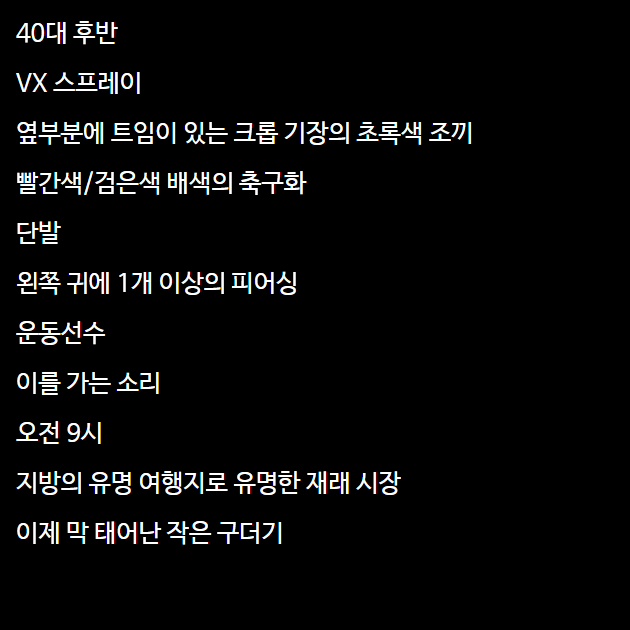 40대 후반
VX 스프레이
옆부분에 트임이 있는 크롭 기장의 초록색 조끼
빨간색/검은색 배색의 축구화
단발
왼쪽 귀에 1개 이상의 피어싱
운동선수
이를 가는 소리
오전 9시
지방의 유명 여행지로 유명한 재래 시장
이제 막 태어난 작은 구더기